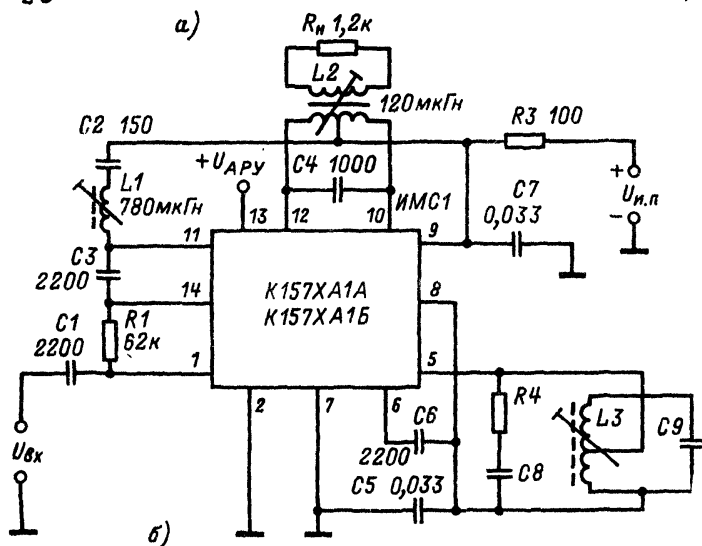 а)
Rн 1,2к
L2
120мкГн
R3 100
C2 150
+UАРУ
C4 1000
+
Uи.п
−
L1
780мкГн
13
12
10
ИМС1
C7
0,033
11
9
C3
2200
14
К157ХА1А
К157ХА1Б
8
C1
2200
R1
62к
1
5
2
7
6
C6
2200
R4
L3
C9
Uвх
C5 0,033
C8
б)